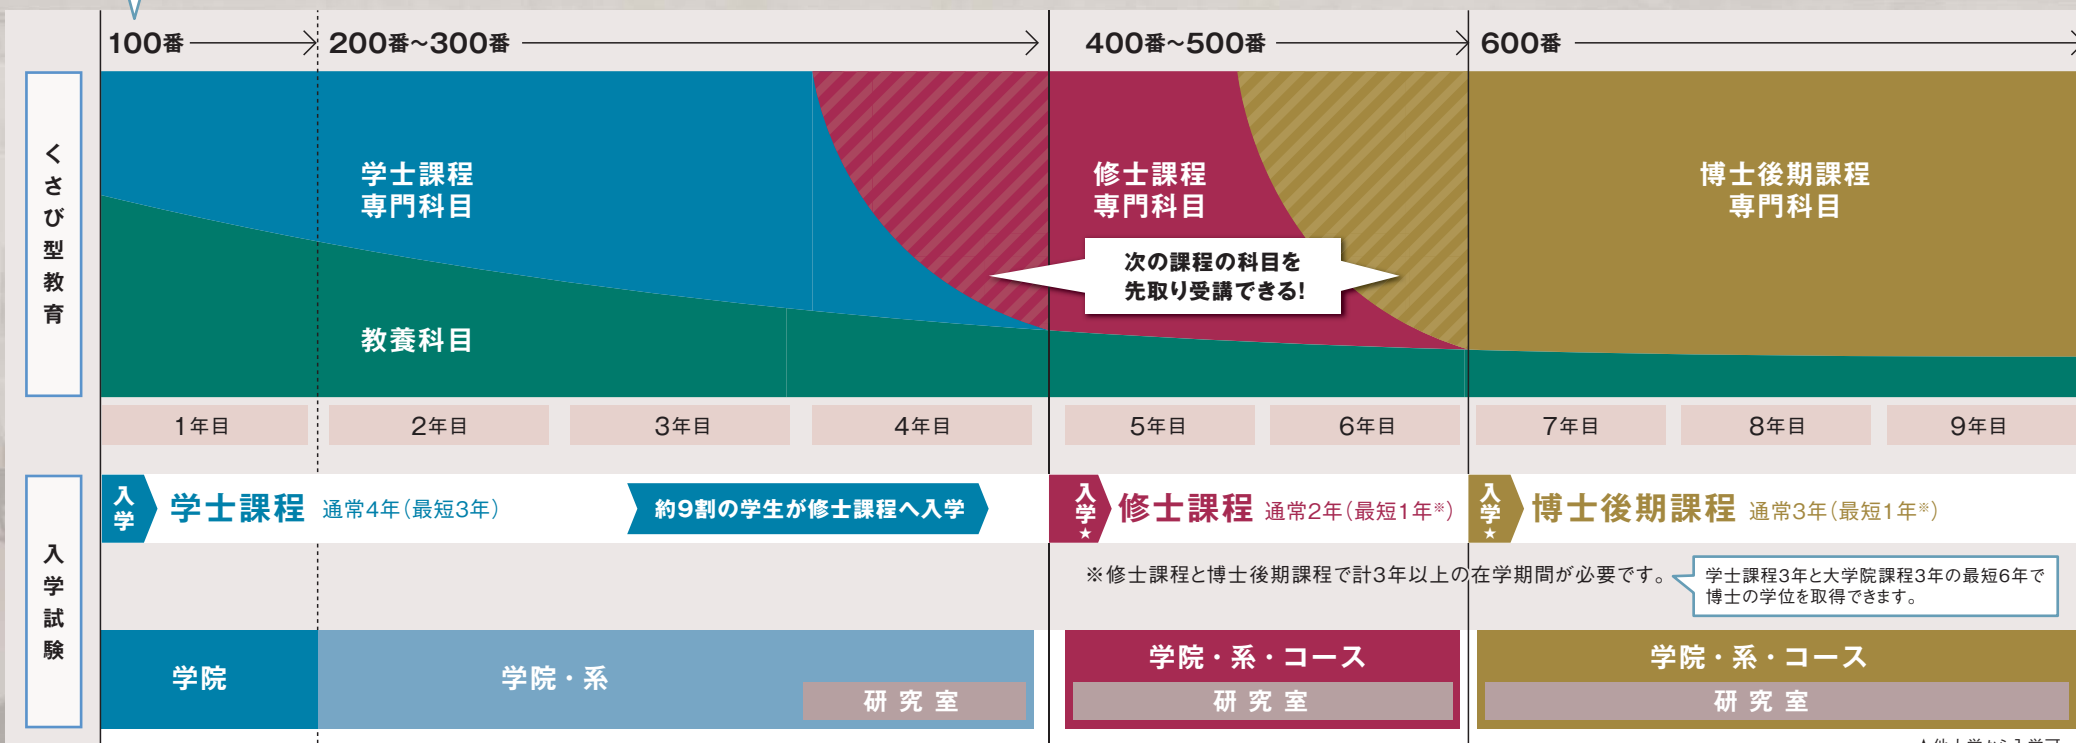 100番
200番~300番
400番~500番
600番
くさび型教育
学士課程
専門科目
修士課程
専門科目
博士後期課程
専門科目
次の課程の科目を
先取り受講できる!
教養科目
1年目
2年目
3年目
4年目
5年目
6年目
7年目
8年目
9年目
入学試験
入学
学士課程 通常4年(最短3年)
約9割の学生が修士課程へ入学
入学★
修士課程 通常2年(最短1年※)
入学★
博士後期課程 通常3年(最短1年※)
※修士課程と博士後期課程で計3年以上の在学期間が必要です。
学士課程3年と大学院課程3年の最短6年で
博士の学位を取得できます。
学院
学院・系
研究室
学院・系・コース
研究室
学院・系・コース
研究室